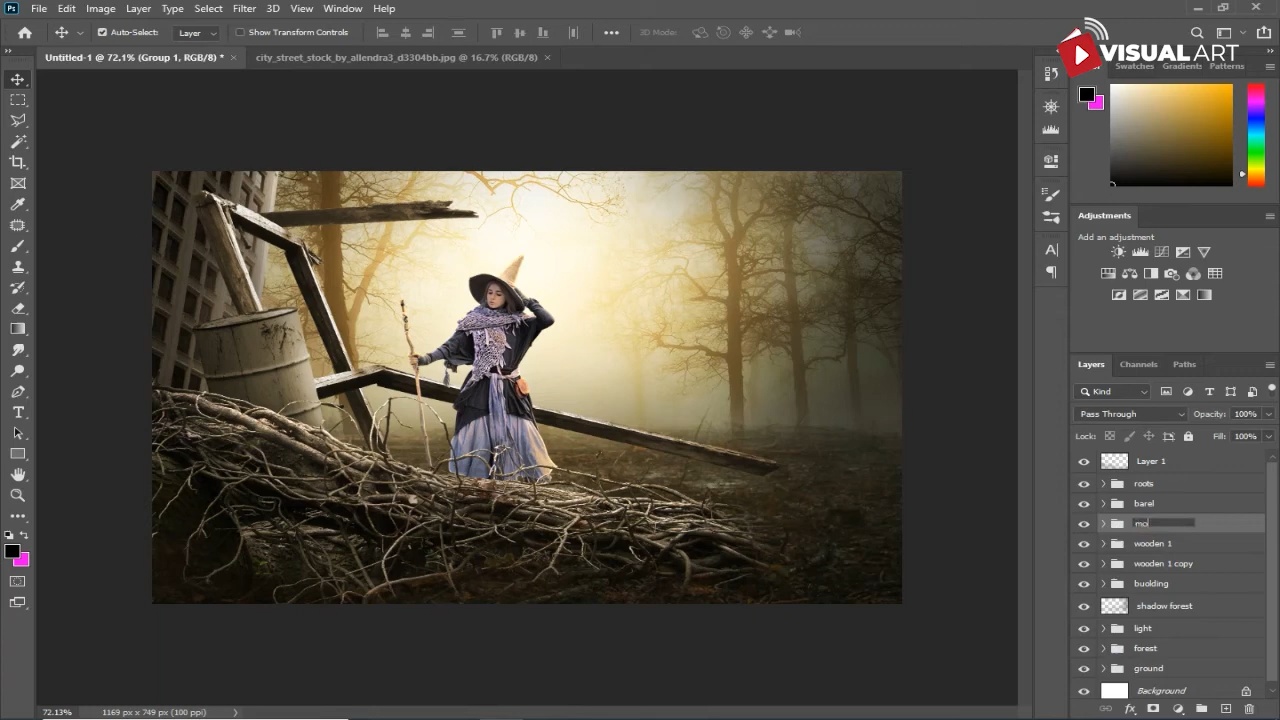 Ps File Edit Image Layer Type Select Filter 3D View Window Help
Auto-Select: Layer Show Transform Controls 3D Mode:
VISUAL ART
Untitled-1 @ 72.1% (Group 1, RGB/8) * × city_street_stock_by_allendra3_d3304bb.jpg @ 16.7% (RGB/8) ×
Swatches Gradients Patterns
Adjustments
Add an adjustment
Layers Channels Paths
Kind
Pass Through Opacity: 100%
Lock: Fill: 100%
Layer 1
roots
barel
mo
wooden 1
wooden 1 copy
buolding
shadow forest
light
forest
ground
Background
72.13% 1169 px x 749 px (100 ppi)